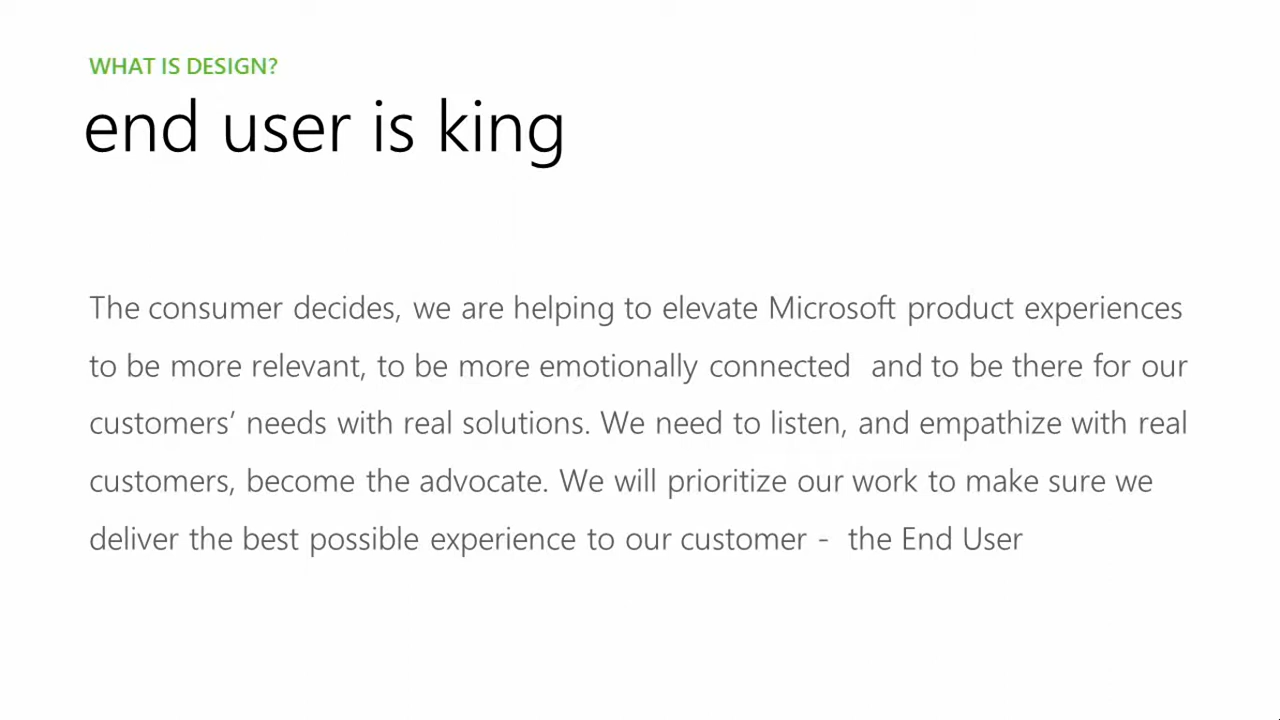 WHAT IS DESIGN?
end user is king
The consumer decides, we are helping to elevate Microsoft product experiences
to be more relevant, to be more emotionally connected  and to be there for our
customers’ needs with real solutions. We need to listen, and empathize with real
customers, become the advocate. We will prioritize our work to make sure we
deliver the best possible experience to our customer -  the End User